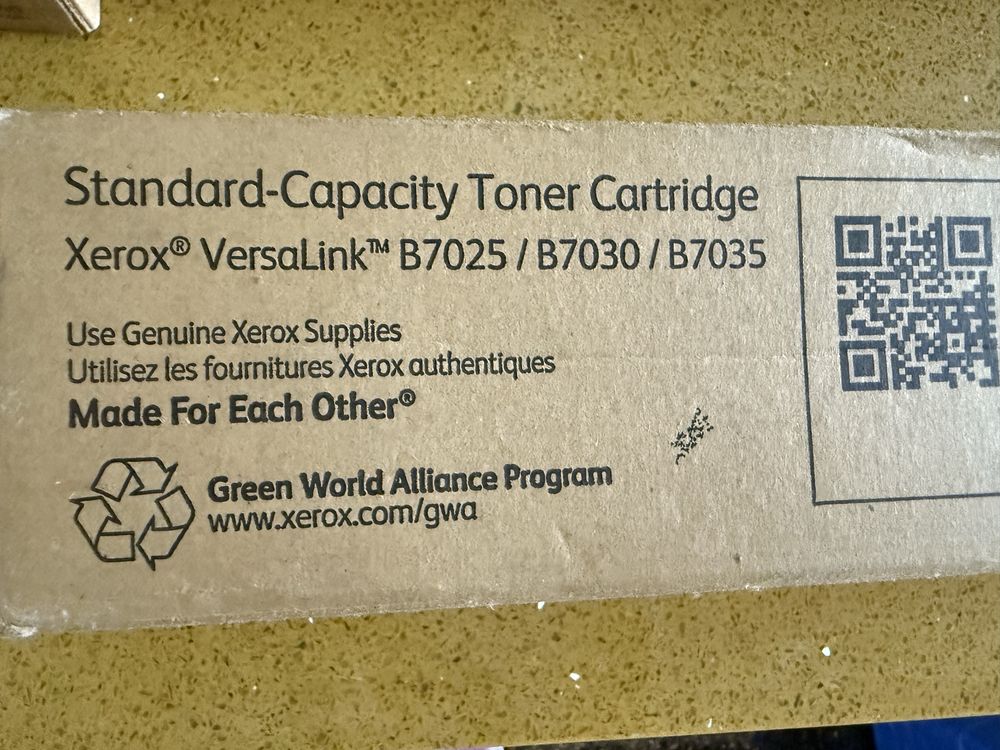 Standard-Capacity Toner Cartridge
Xerox® VersaLink™ B7025 / B7030 / B7035
Use Genuine Xerox Supplies
Utilisez les fournitures Xerox authentiques
Made For Each Other®
Green World Alliance Program
www.xerox.com/gwa